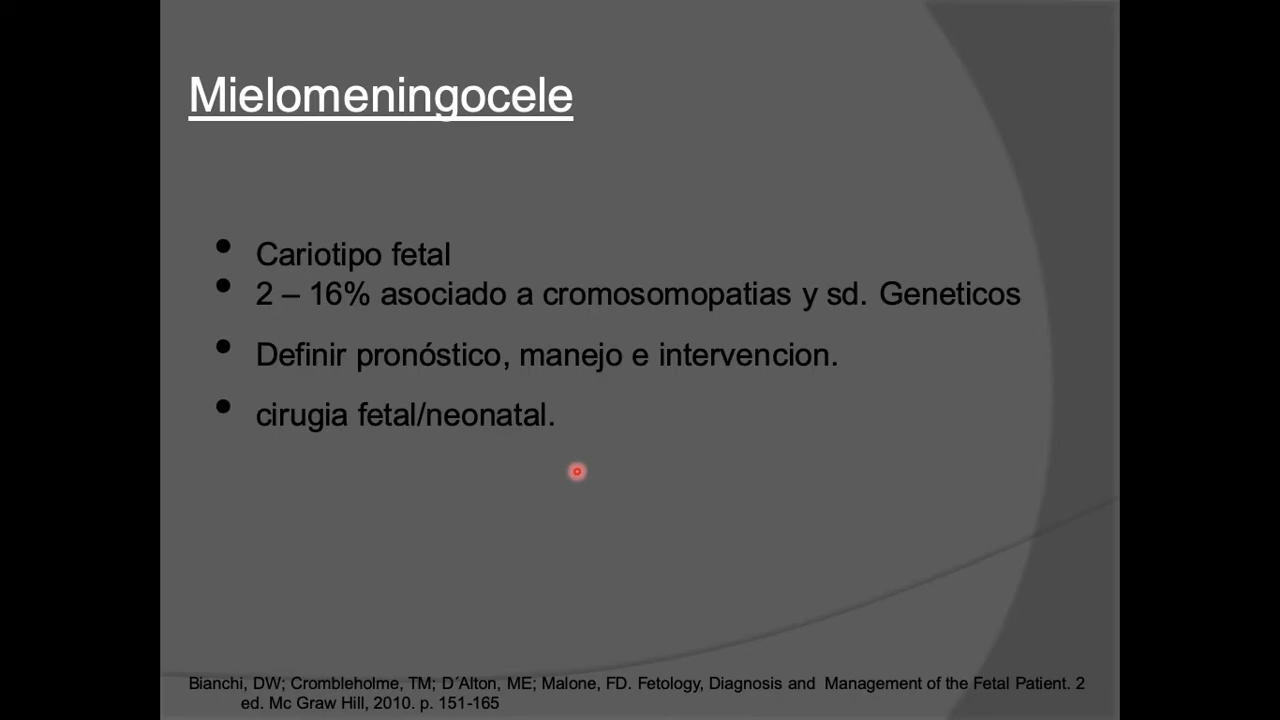 Mielomeningocele
• Cariotipo fetal
• 2 – 16% asociado a cromosomopatias y sd. Geneticos
• Definir pronóstico, manejo e intervencion.
• cirugia fetal/neonatal.
Bianchi, DW; Crombleholme, TM; D´Alton, ME; Malone, FD. Fetology, Diagnosis and Management of the Fetal Patient. 2
ed. Mc Graw Hill, 2010. p. 151-165